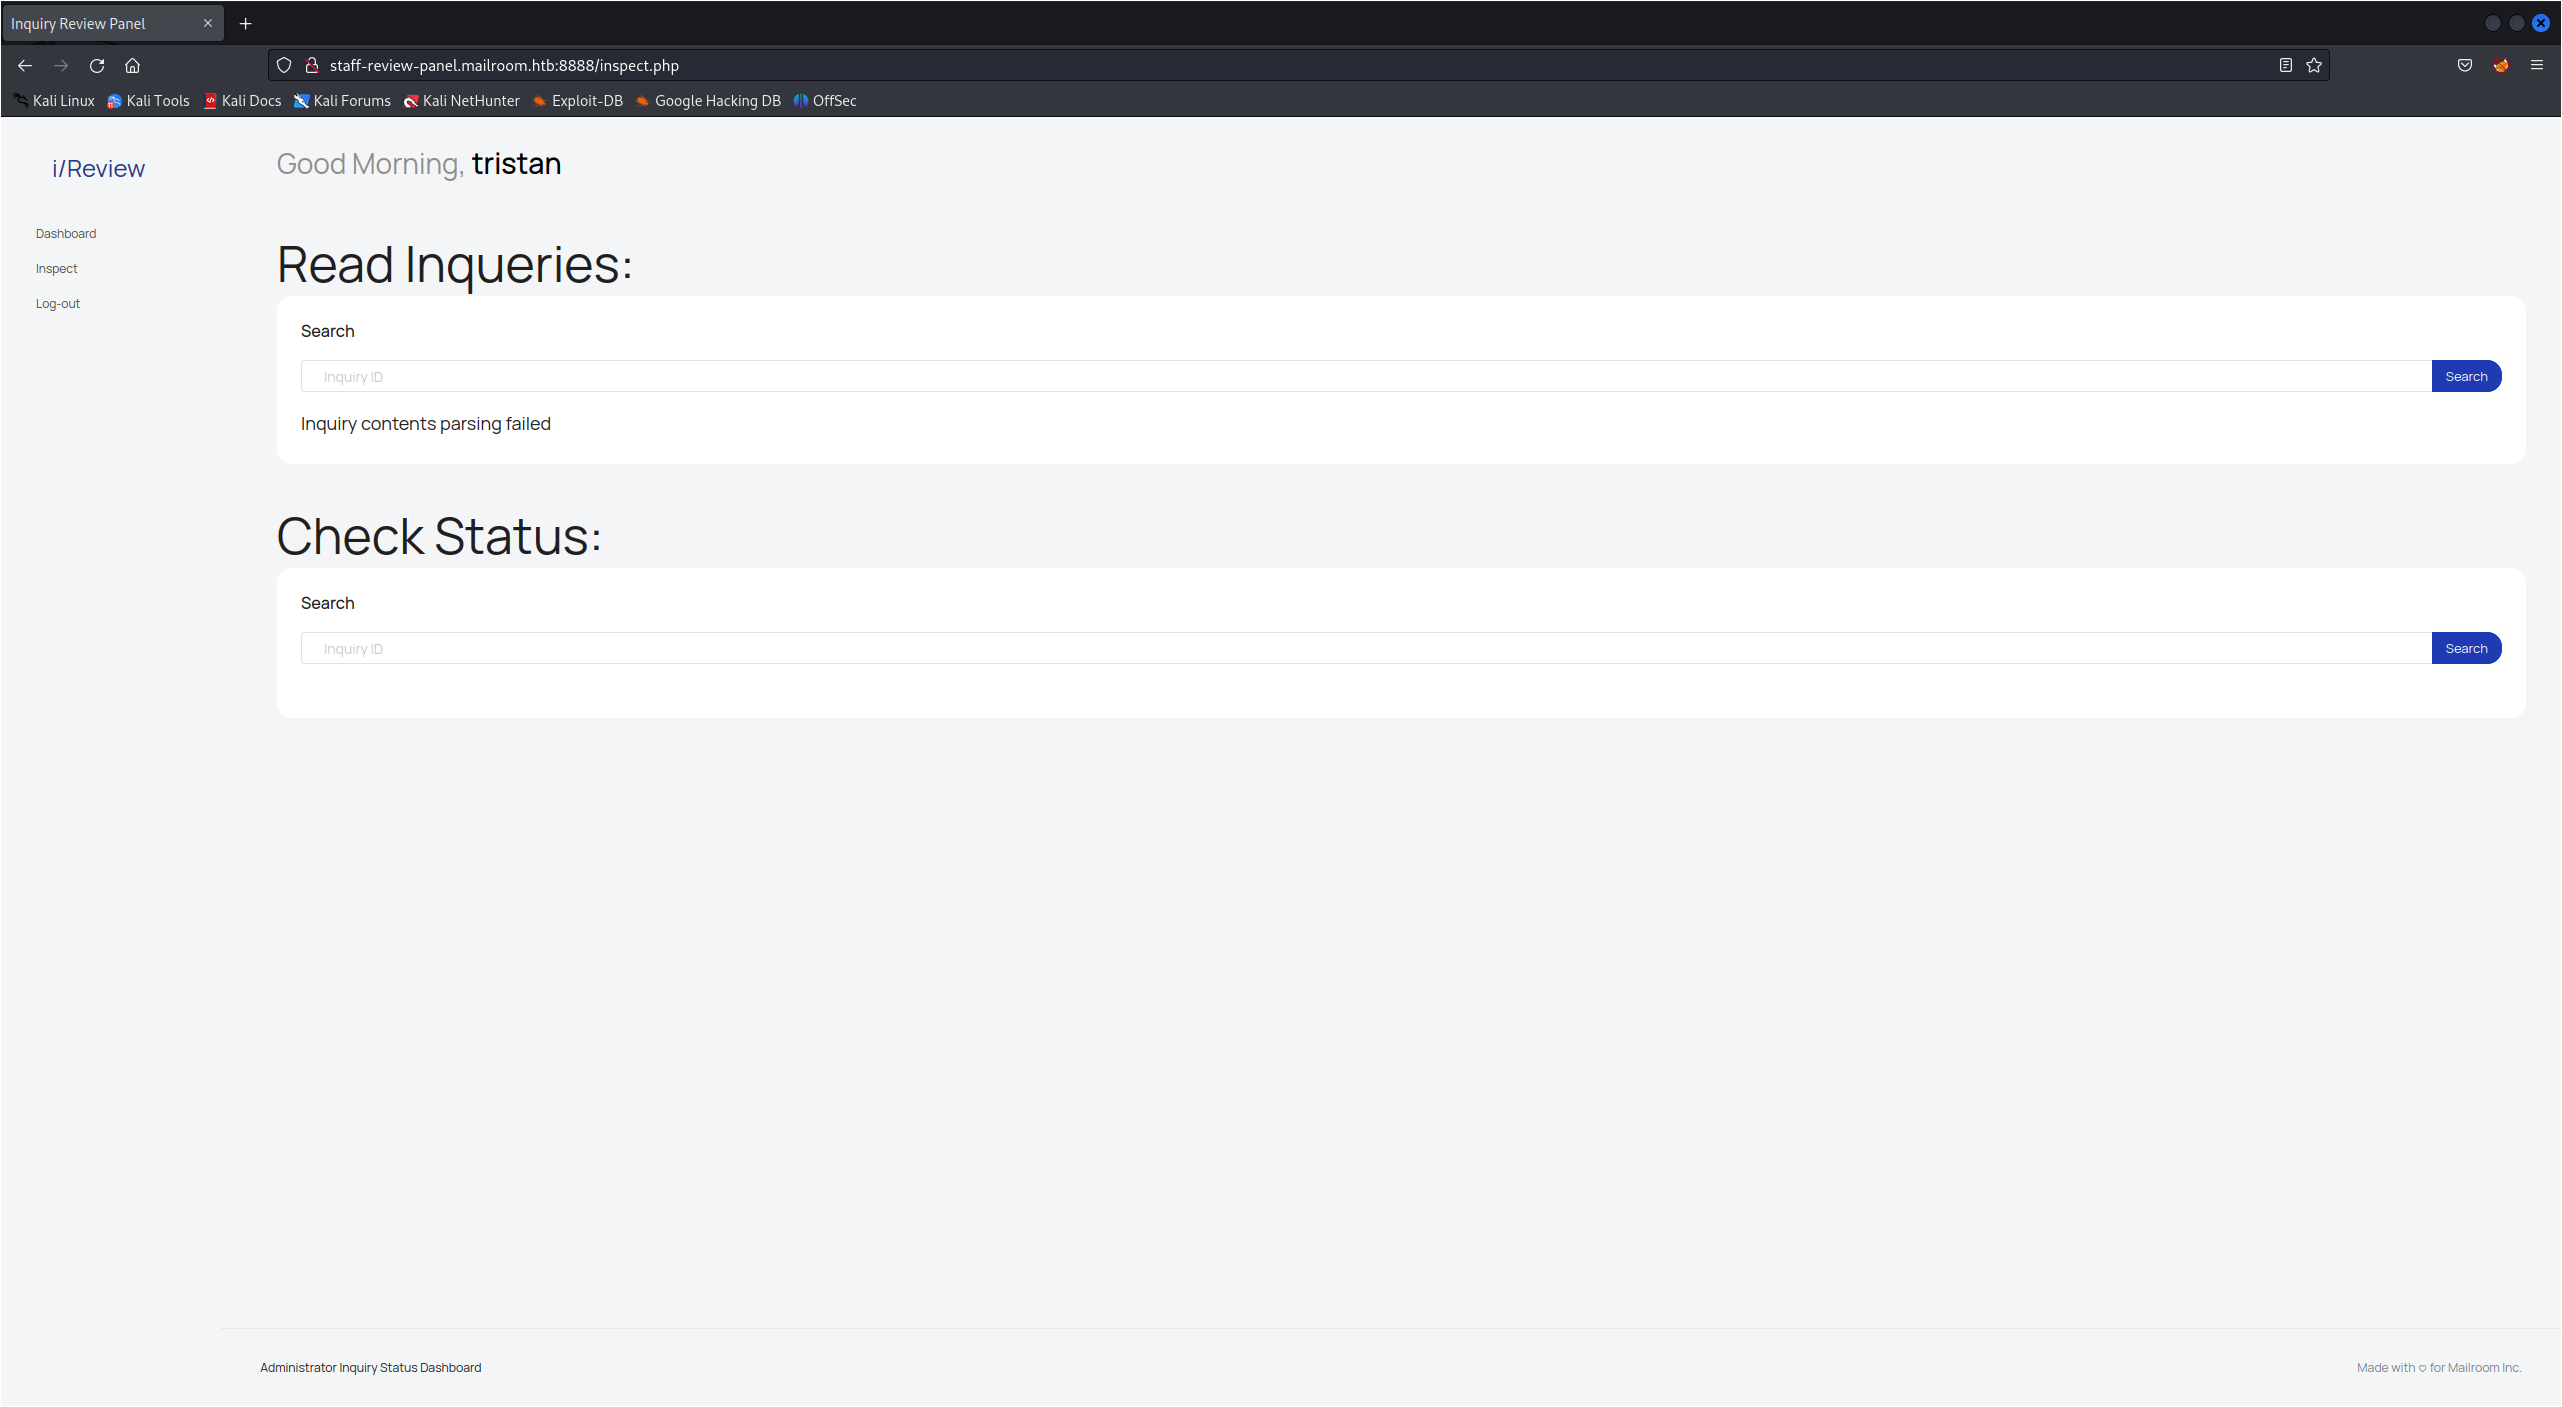 Inquiry Review Panel
staff-review-panel.mailroom.htb:8888/inspect.php
Kali Linux Kali Tools Kali Docs Kali Forums Kali NetHunter Exploit-DB Google Hacking DB OffSec
i/Review
Dashboard
Inspect
Log-out
Good Morning, tristan
Read Inqueries:
Search
Inquiry ID Search
Inquiry contents parsing failed
Check Status:
Search
Inquiry ID Search
Administrator Inquiry Status Dashboard
Made with ♡ for Mailroom Inc.